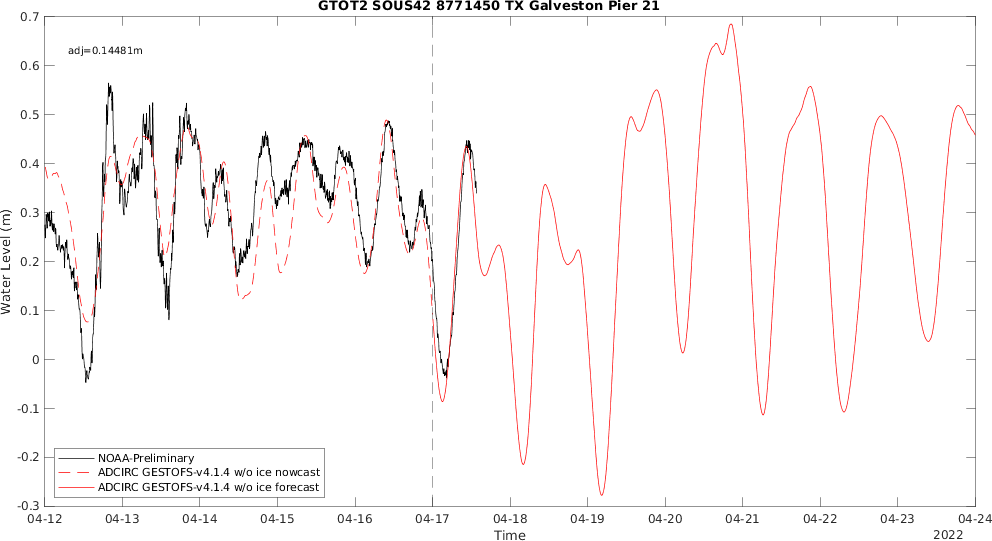 GTOT2 SOUS42 8771450 TX Galveston Pier 21
adj=0.14481m
Water Level (m)
0.7
0.6
0.5
0.4
0.3
0.2
0.1
0
-0.1
-0.2
-0.3
NOAA-Preliminary
ADCIRC GESTOFS-v4.1.4 w/o ice nowcast
ADCIRC GESTOFS-v4.1.4 w/o ice forecast
04-12 04-13 04-14 04-15 04-16 04-17 04-18 04-19 04-20 04-21 04-22 04-23 04-24
Time
2022